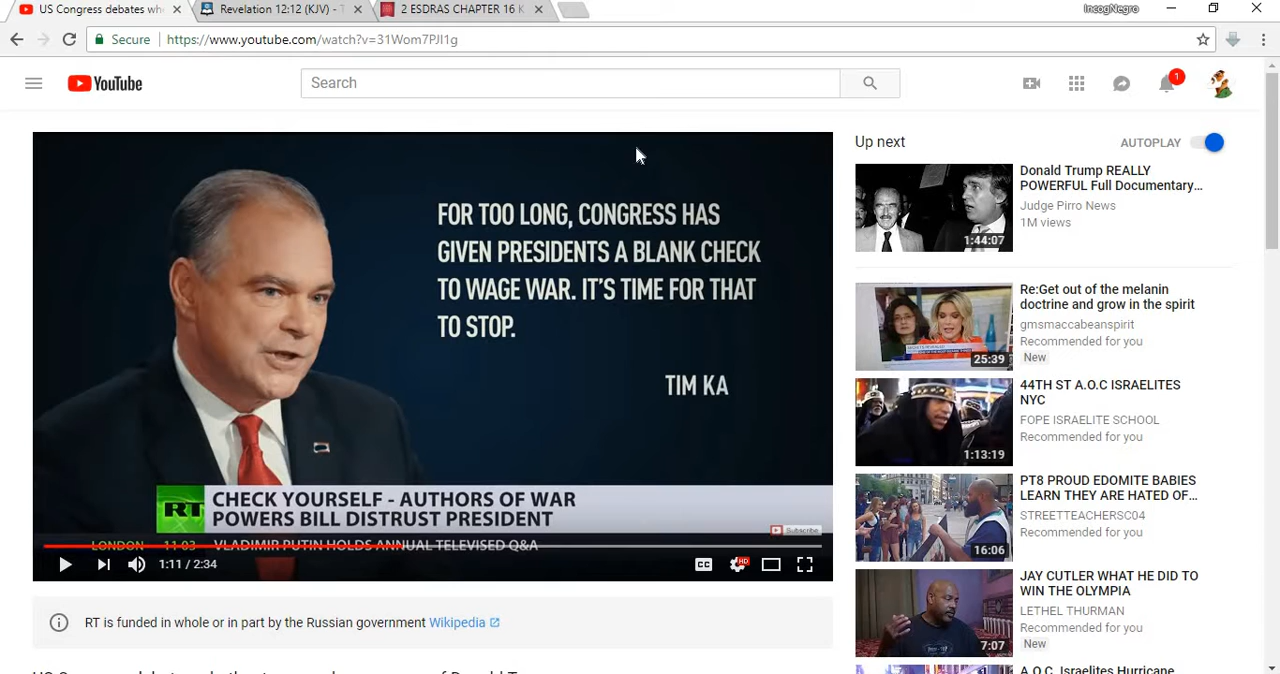 US Congress debates wh
Revelation 12:12 (KJV) - T
2 ESDRAS CHAPTER 16 K
IncogNegro
Secure
https://www.youtube.com/watch?v=31Wom7PJI1g
YouTube
Search
1
FOR TOO LONG, CONGRESS HAS
GIVEN PRESIDENTS A BLANK CHECK
TO WAGE WAR. IT'S TIME FOR THAT
TO STOP.
TIM KA
RT
CHECK YOURSELF - AUTHORS OF WAR
POWERS BILL DISTRUST PRESIDENT
Subscribe
LONDON 11:03 VLADIMIR PUTIN HOLDS ANNUAL TELEVISED Q&A
1:11 / 2:34
CC
HD
RT is funded in whole or in part by the Russian government Wikipedia
Up next
AUTOPLAY
Donald Trump REALLY
POWERFUL Full Documentary...
Judge Pirro News
1M views
1:44:07
Re:Get out of the melanin
doctrine and grow in the spirit
gmsmaccabeanspirit
Recommended for you
New
25:39
44TH ST A.O.C ISRAELITES
NYC
FOPE ISRAELITE SCHOOL
Recommended for you
1:13:19
PT8 PROUD EDOMITE BABIES
LEARN THEY ARE HATED OF...
STREETTEACHERSC04
Recommended for you
16:06
JAY CUTLER WHAT HE DID TO
WIN THE OLYMPIA
LETHEL THURMAN
Recommended for you
New
7:07
A.O.C. Israelites Hurricane